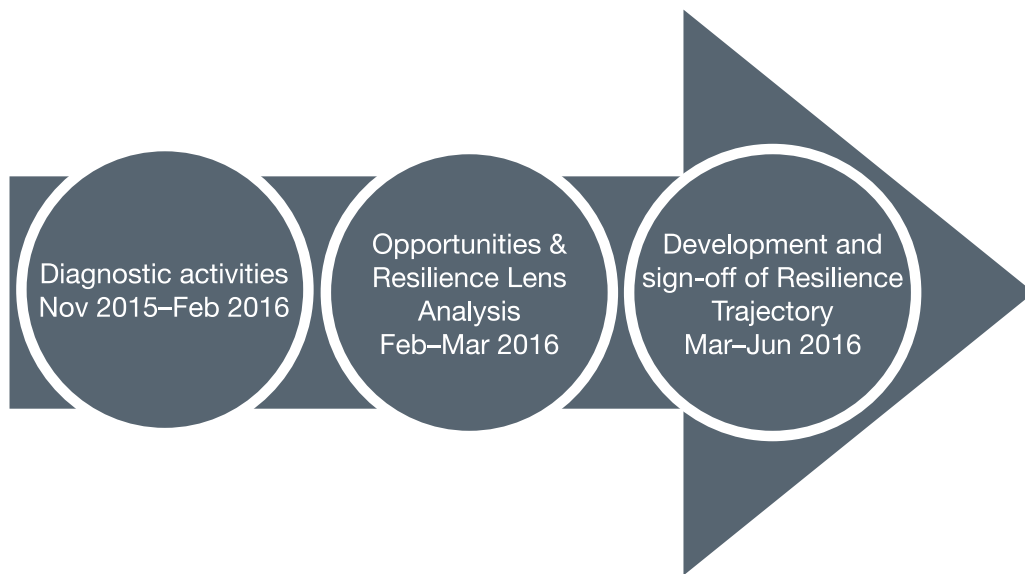 Diagnostic activities
Nov 2015–Feb 2016
Opportunities &
Resilience Lens
Analysis
Feb–Mar 2016
Development and
sign-off of Resilience
Trajectory
Mar–Jun 2016